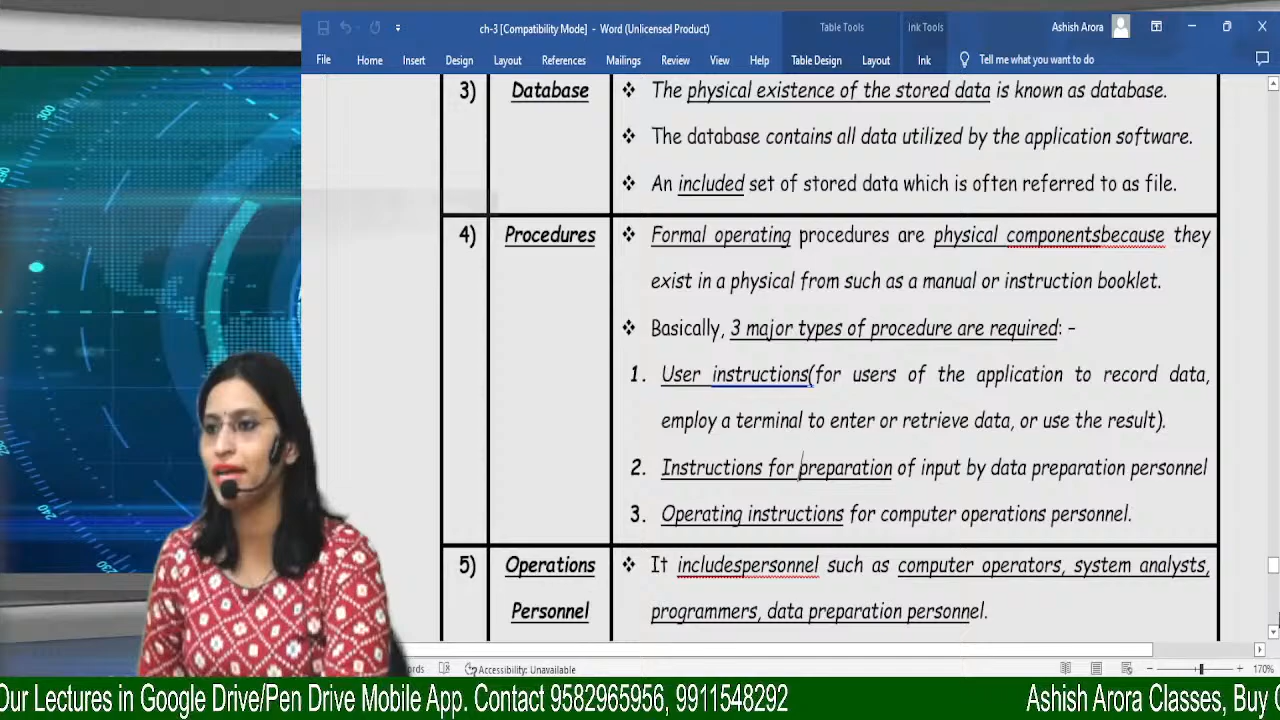 ch-3 [Compatibility Mode] - Word (Unlicensed Product)
Table Tools
Ink Tools
Ashish Arora
File Home Insert Design Layout References Mailings Review View Help Table Design Layout Ink Tell me what you want to do
3) Database ❖ The physical existence of the stored data is known as database.
❖ The database contains all data utilized by the application software.
❖ An included set of stored data which is often referred to as file.
4) Procedures ❖ Formal operating procedures are physical componentsbecause they
exist in a physical from such as a manual or instruction booklet.
❖ Basically, 3 major types of procedure are required: -
1. User instructions(for users of the application to record data,
employ a terminal to enter or retrieve data, or use the result).
2. Instructions for preparation of input by data preparation personnel
3. Operating instructions for computer operations personnel.
5) Operations ❖ It includespersonnel such as computer operators, system analysts,
Personnel programmers, data preparation personnel.
Accessibility: Unavailable
170%
Our Lectures in Google Drive/Pen Drive Mobile App. Contact 9582965956, 9911548292 Ashish Arora Classes, Buy
300
290
250
240
230